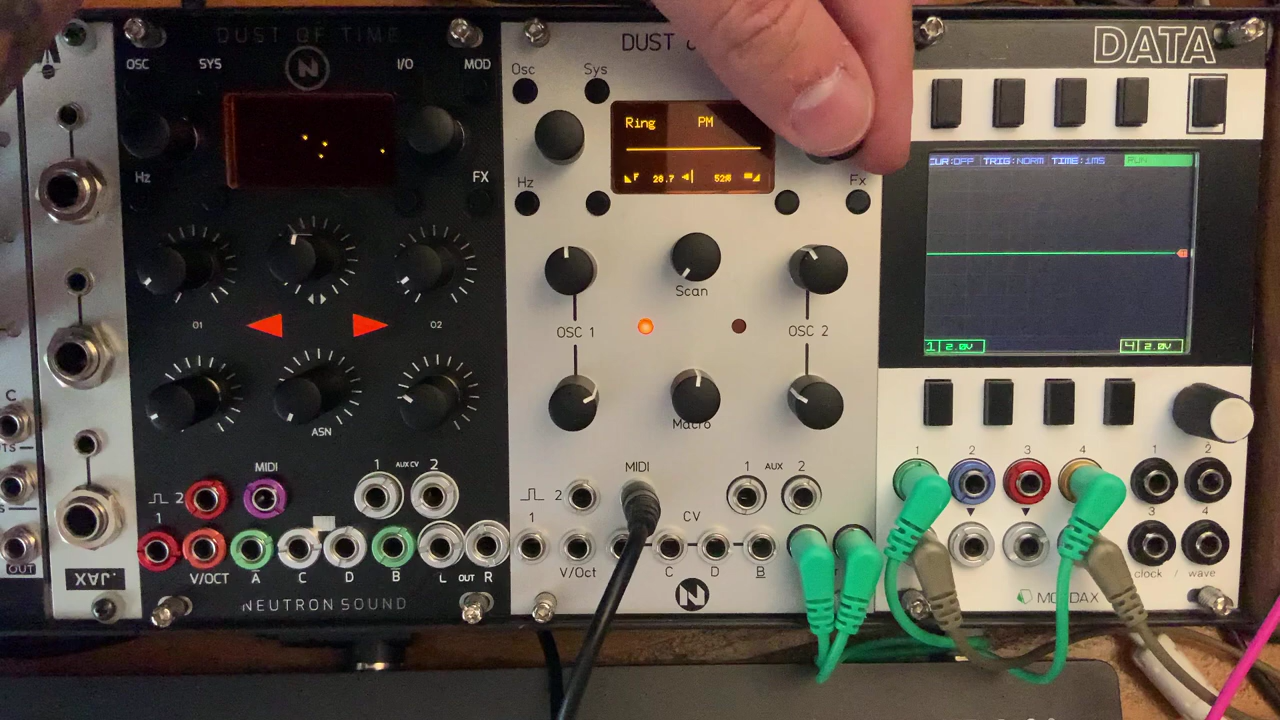 DUST OF TIME
N
OSC
SYS
I/O
MOD
Hz
FX
O1
O2
ASN
MIDI
1
AUX CV
2
2
1
V/OCT
A
C
D
B
L
OUT
R
NEUTRON SOUND
C
OUT
JAX.
DUST
Osc
Sys
Ring
PM
F 28.7
52%
Hz
Fx
Scan
OSC 1
OSC 2
Macro
MIDI
1
AUX
2
2
1
CV
V/Oct
C
D
B
N
DATA
CUR:OFF
TRIG:NORM
TIME:1MS
RUN
1
2.0V
4
2.0V
1
2
3
4
1
2
3
4
clock / wave